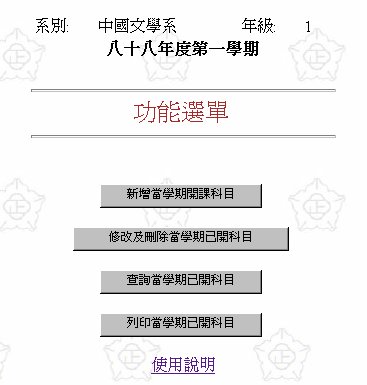 系別: 中國文學系 年級: 1
八十八年度第一學期
功能選單
新增當學期開課科目
修改及刪除當學期已開科目
查詢當學期已開科目
列印當學期已開科目
使用說明